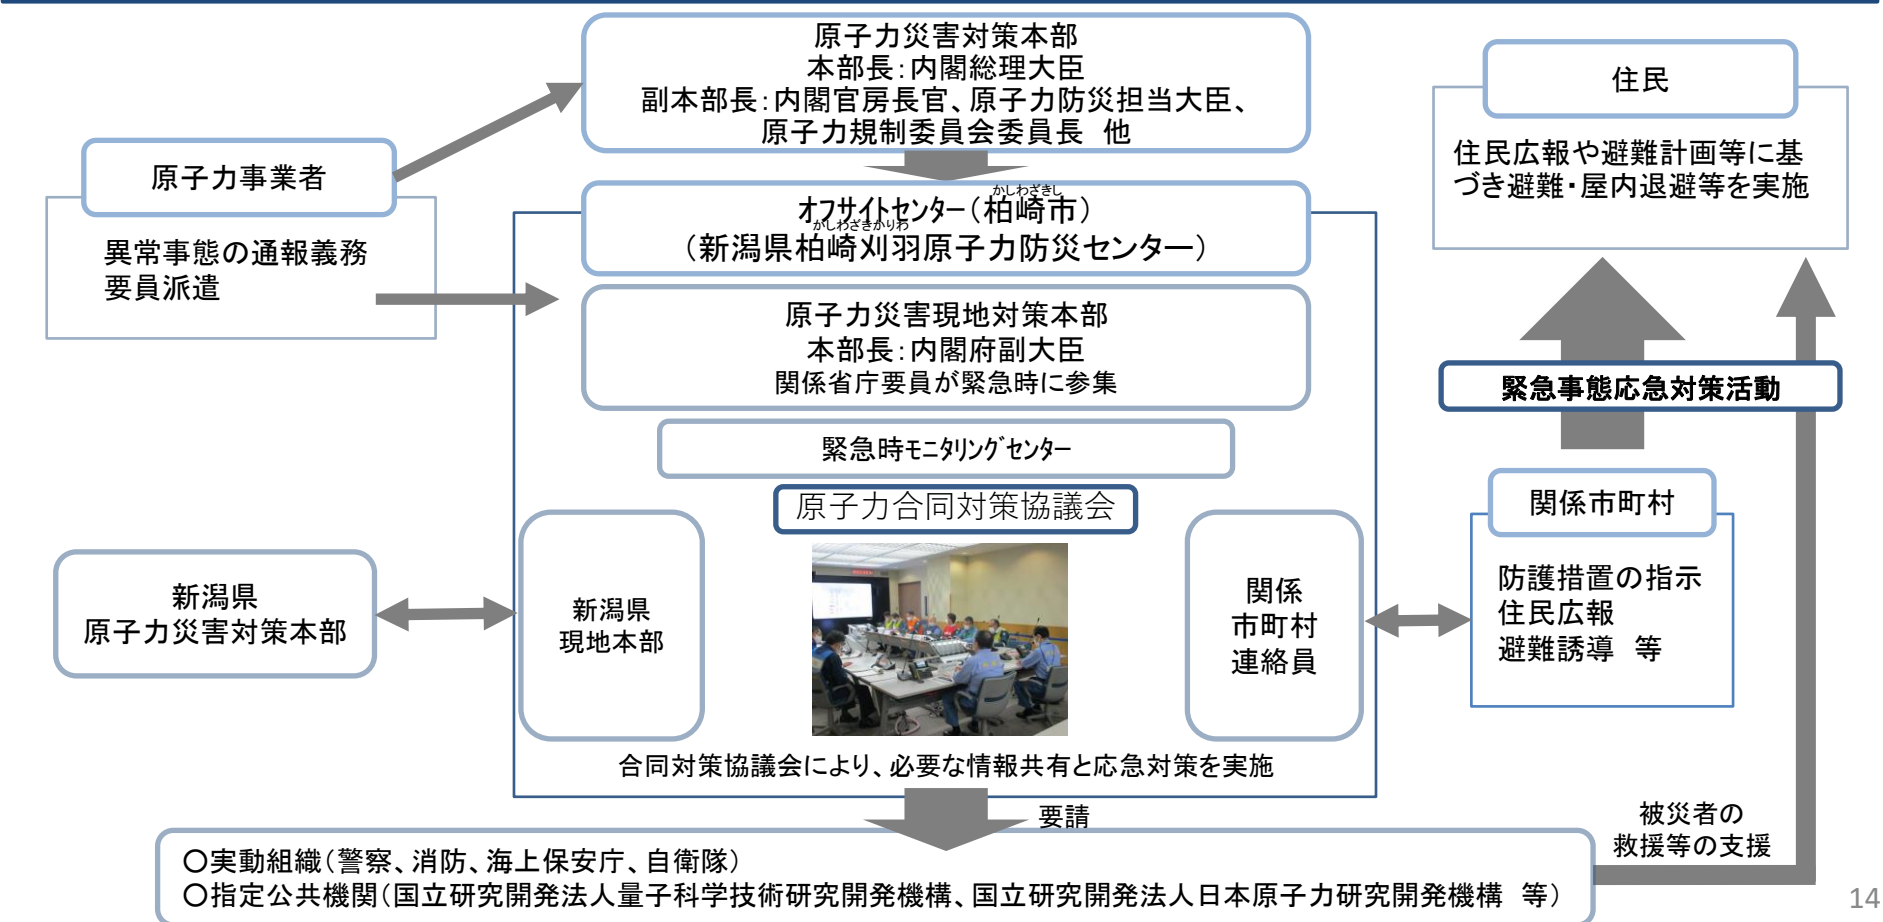 原子力災害対策本部
本部長：内閣総理大臣
副本部長：内閣官房長官、原子力防災担当大臣、
原子力規制委員会委員長　他
原子力事業者
異常事態の通報義務
要員派遣
かしわざきし
オフサイトセンター（柏崎市）
かしわざきかりわ
（新潟県柏崎刈羽原子力防災センター）
原子力災害現地対策本部
本部長：内閣府副大臣
関係省庁要員が緊急時に参集
緊急時モニタリングセンター
原子力合同対策協議会
新潟県
原子力災害対策本部
新潟県
現地本部
関係
市町村
連絡員
合同対策協議会により、必要な情報共有と応急対策を実施
住民
住民広報や避難計画等に基
づき避難・屋内退避等を実施
緊急事態応急対策活動
関係市町村
防護措置の指示
住民広報
避難誘導　等
要請
被災者の
救援等の支援
○実動組織（警察、消防、海上保安庁、自衛隊）
○指定公共機関（国立研究開発法人量子科学技術研究開発機構、国立研究開発法人日本原子力研究開発機構　等）
14